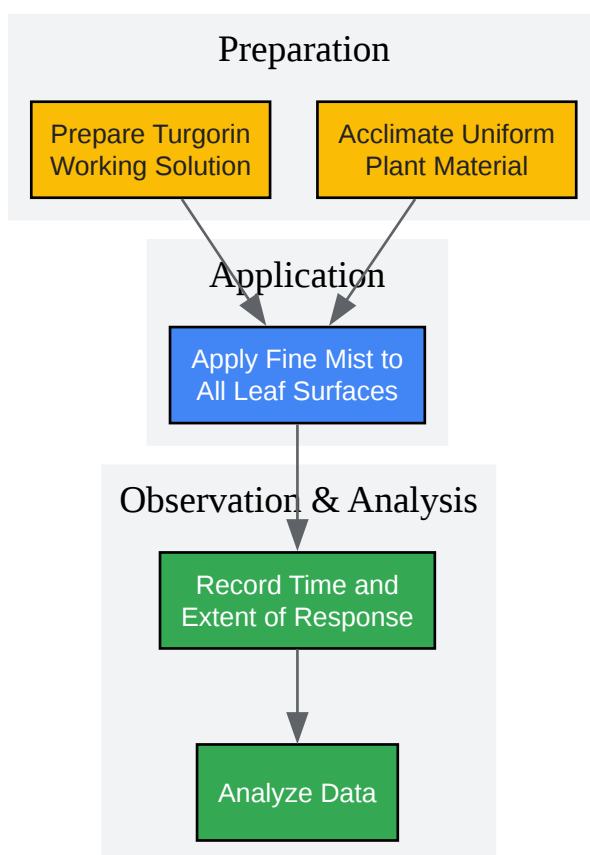 Preparation
Prepare Turgorin
Working Solution
Acclimate Uniform
Plant Material
Application
Apply Fine Mist to
All Leaf Surfaces
Observation & Analysis
Record Time and
Extent of Response
Analyze Data